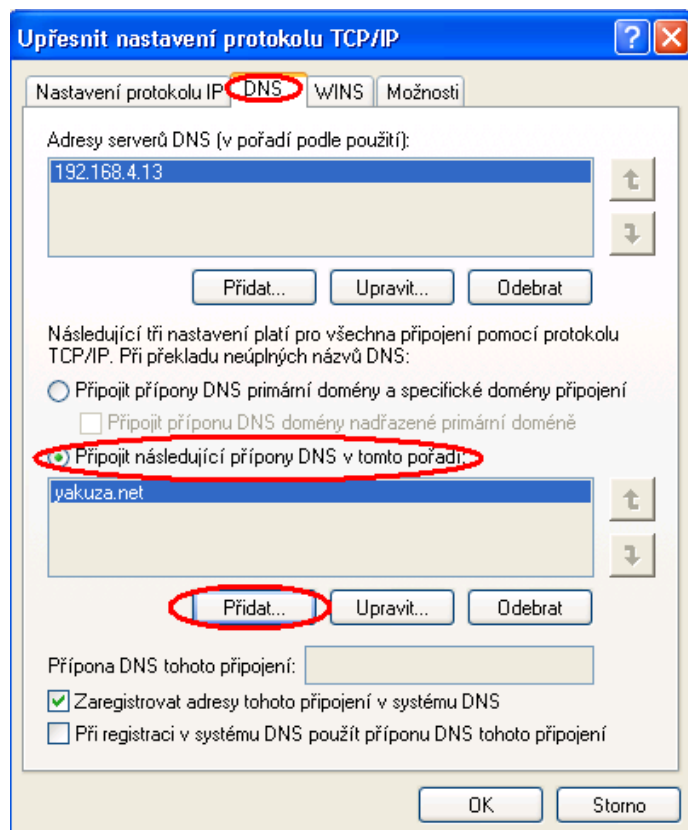 Upřesnit nastavení protokolu TCP/IP
Nastavení protokolu IP DNS WINS Možnosti
Adresy serverů DNS (v pořadí podle použití):
192.168.4.13
Přidat... Upravit... Odebrat
Následující tři nastavení platí pro všechna připojení pomocí protokolu
TCP/IP. Při překladu neúplných názvů DNS:
Připojit přípony DNS primární domény a specifické domény připojení
Připojit příponu DNS domény nadřazené primární doméně
Připojit následující přípony DNS v tomto pořadí:
yakuza.net
Přidat... Upravit... Odebrat
Přípona DNS tohoto připojení:
Zaregistrovat adresy tohoto připojení v systému DNS
Při registraci v systému DNS použít příponu DNS tohoto připojení
OK Storno